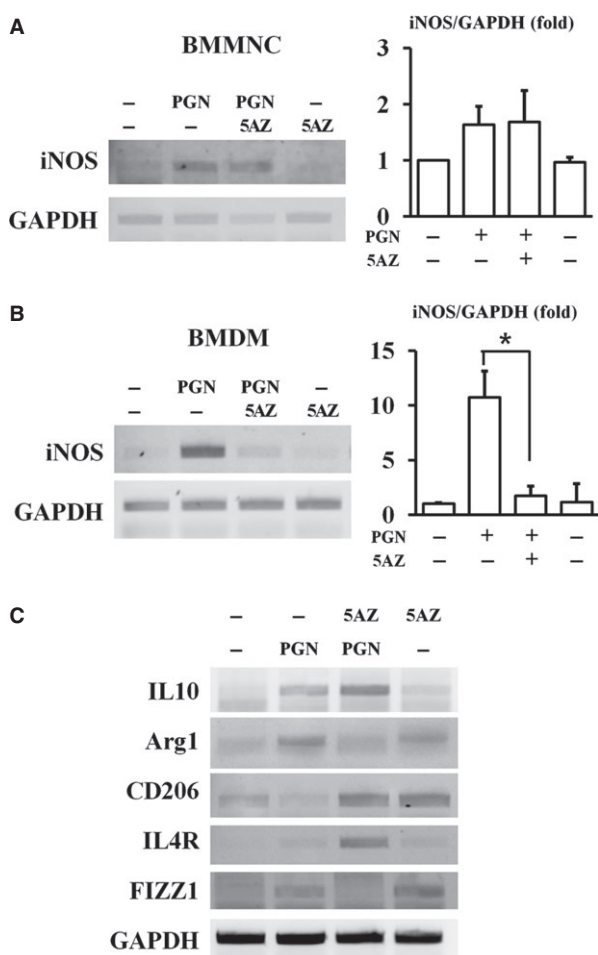 A
BMMNC
– PGN PGN –
– – 5AZ 5AZ
iNOS
GAPDH
iNOS/GAPDH (fold)
3
2
1
0
PGN – + + –
5AZ – – + –
B
BMDM
– PGN PGN –
– – 5AZ 5AZ
iNOS
GAPDH
iNOS/GAPDH (fold)
*
15
10
5
0
PGN – + + –
5AZ – – + –
C
– – 5AZ 5AZ
– PGN PGN –
IL10
Arg1
CD206
IL4R
FIZZ1
GAPDH